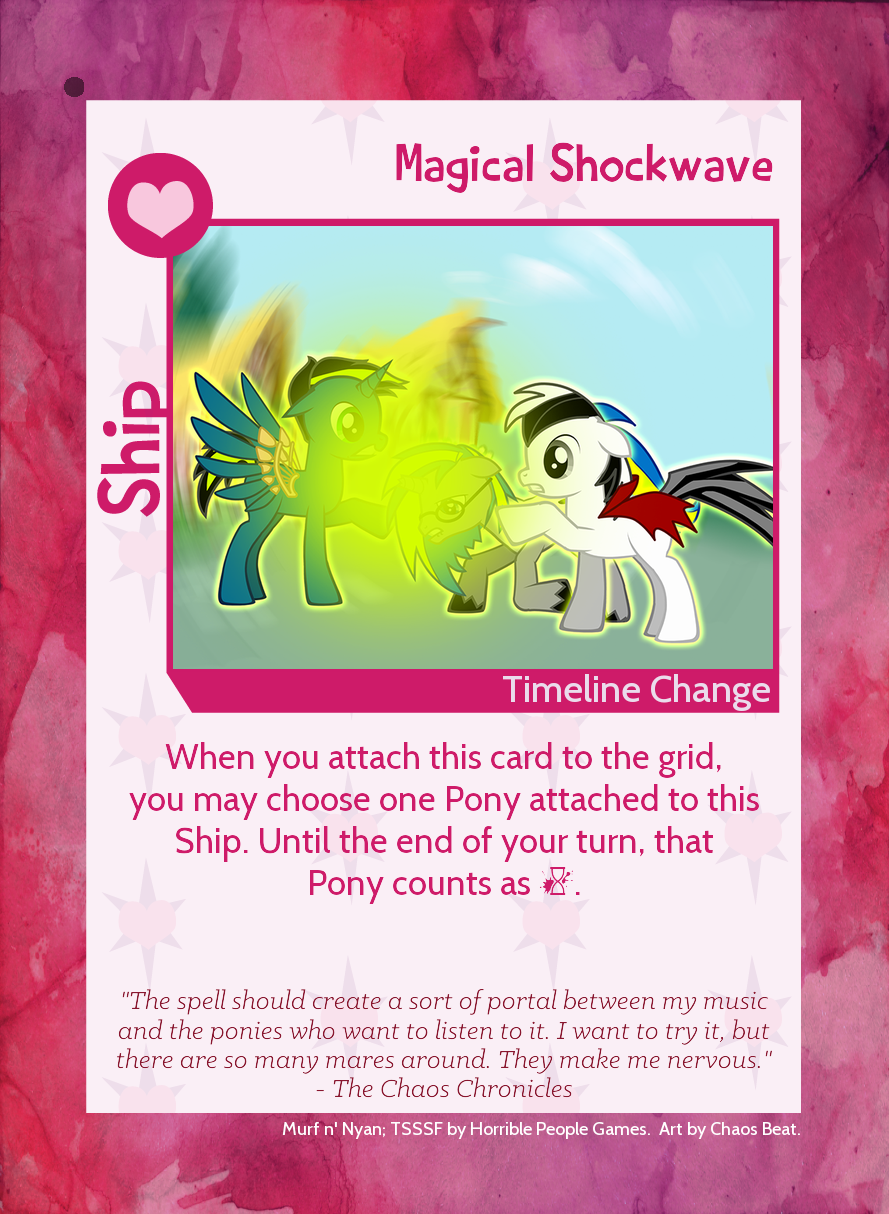 Magical Shockwave
Ship
Timeline Change
When you attach this card to the grid,
you may choose one Pony attached to this
Ship. Until the end of your turn, that
Pony counts as .
"The spell should create a sort of portal between my music
and the ponies who want to listen to it. I want to try it, but
there are so many mares around. They make me nervous."
- The Chaos Chronicles
Murf n' Nyan; TSSSF by Horrible People Games. Art by Chaos Beat.